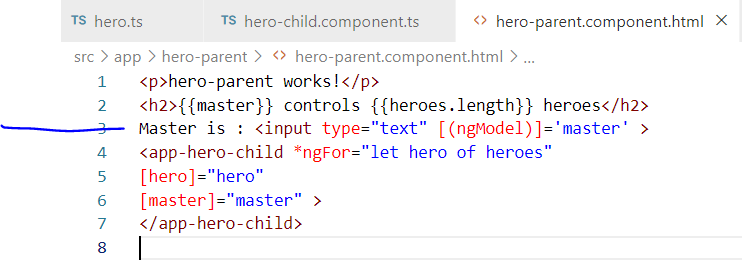 TS hero.ts TS hero-child.component.ts <> hero-parent.component.html ×
src > app > hero-parent > <> hero-parent.component.html > ...
1 <p>hero-parent works!</p>
2 <h2>{{master}} controls {{heroes.length}} heroes</h2>
3 Master is : <input type="text" [(ngModel)]='master' >
4 <app-hero-child *ngFor="let hero of heroes"
5 [hero]="hero"
6 [master]="master" >
7 </app-hero-child>
8